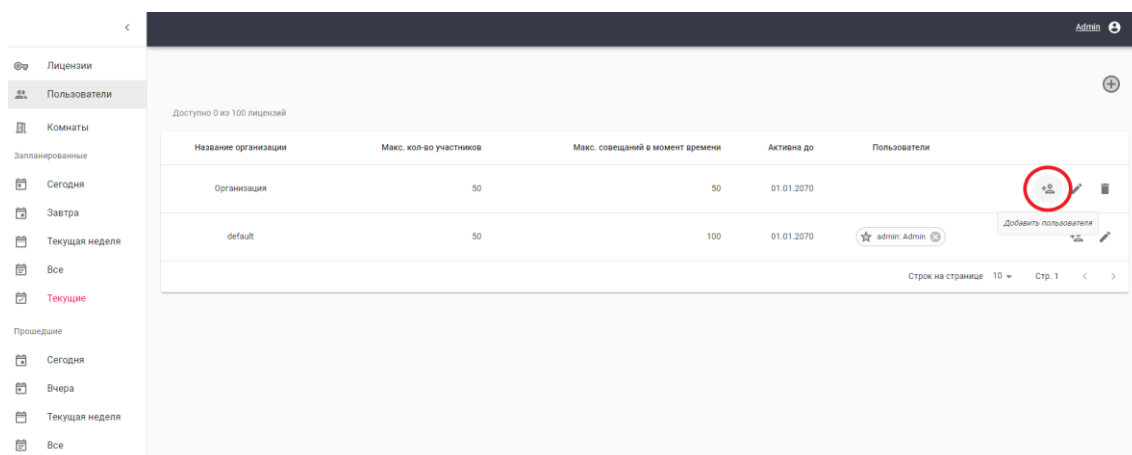 Admin
Лицензии
Пользователи
Комнаты
Запланированные
Сегодня
Завтра
Текущая неделя
Все
Текущие
Прошедшие
Сегодня
Вчера
Текущая неделя
Все
Доступно 0 из 100 лицензий
Название организации Макс. кол-во участников Макс. совещаний в момент времени Активна до Пользователи
Организация 50 50 01.01.2070
Добавить пользователя
default 50 100 01.01.2070 admin: Admin
Строк на странице 10 Стр. 1